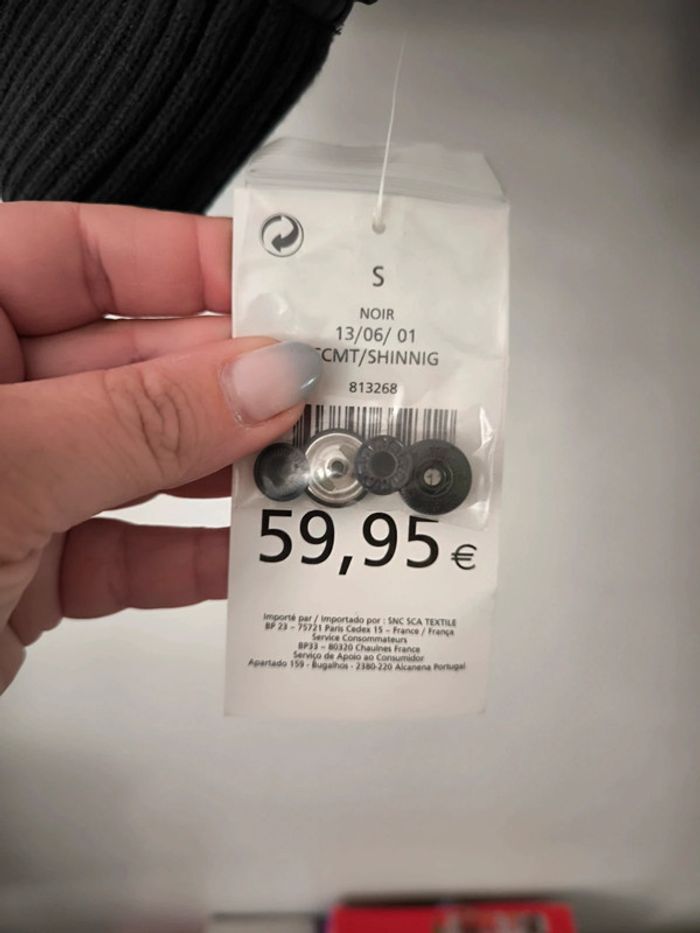 S
NOIR
13/06/ 01
CMT/SHINNIG
813268
59,95 €
Importé par / Importado por : SNC SCA TEXTILE
BP 23 – 75721 Paris Cedex 15 – France / França
Service Consommateurs
BP33 – 80320 Chaulnes France
Serviço de Apoio ao Consumidor
Apartado 159 - Bugalhos - 2380-220 Alcanena Portugal